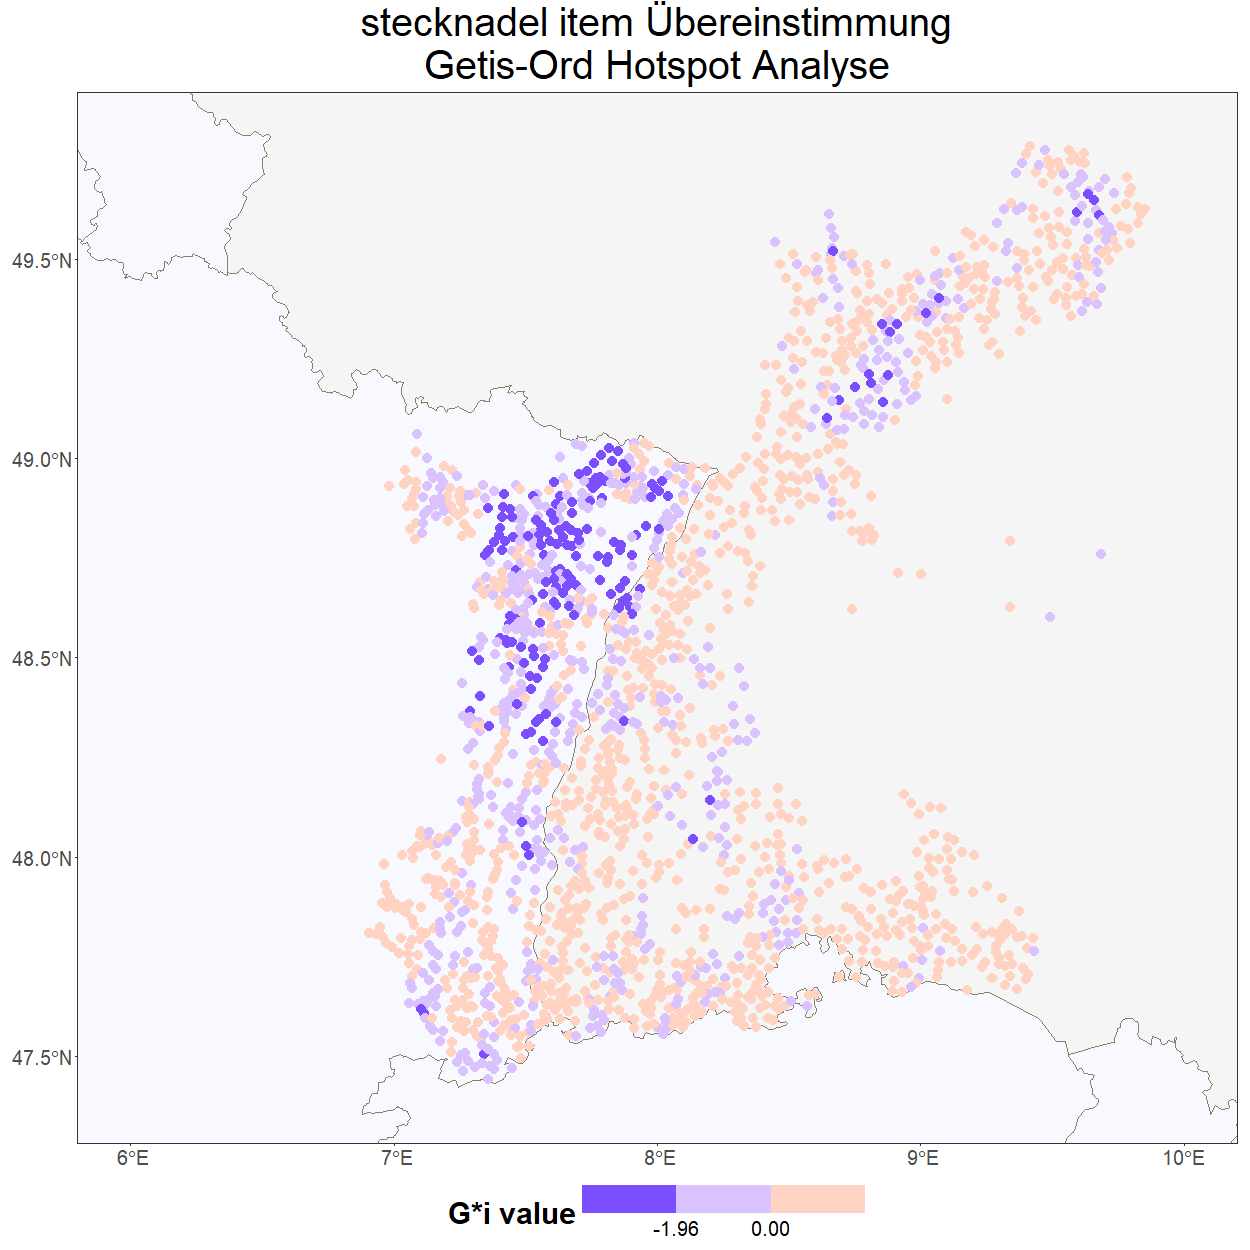 stecknadel item Übereinstimmung
Getis-Ord Hotspot Analyse
49.5°N
49.0°N
48.5°N
48.0°N
47.5°N
6°E
7°E
8°E
9°E
10°E
G*i value
-1.96
0.00